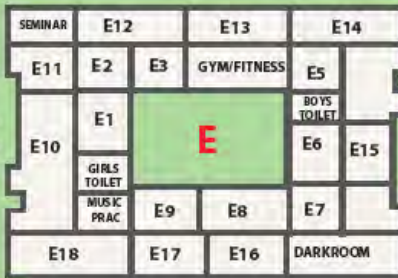 SEMINAR E12 E13 E14
E11 E2 E3 GYM/FITNESS E5
E1 BOYS
TOILET
E10 E E6 E15
GIRLS
TOILET
MUSIC
PRAC E9 E8 E7
E18 E17 E16 DARKROOM